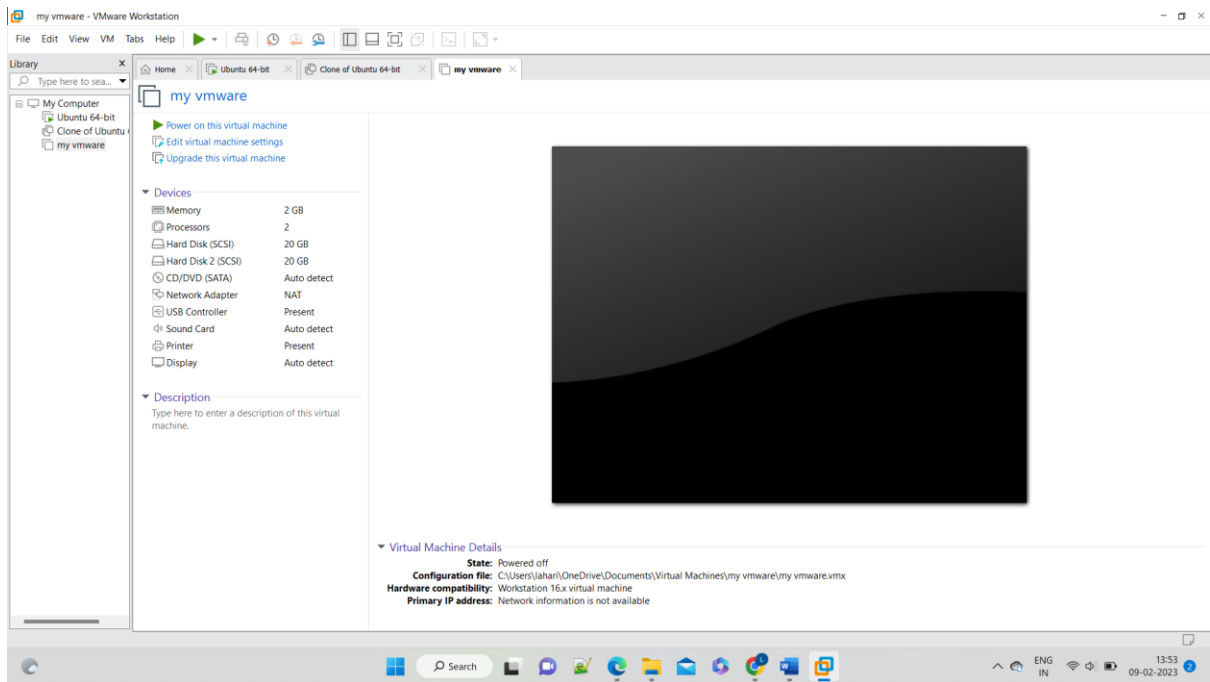 my vmware - VMware Workstation
File Edit View VM Tabs Help
Library X
Type here to sea...
My Computer
Ubuntu 64-bit
Clone of Ubuntu
my vmware
Home Ubuntu 64-bit Clone of Ubuntu 64-bit my vmware
my vmware
Power on this virtual machine
Edit virtual machine settings
Upgrade this virtual machine
Devices
Memory 2 GB
Processors 2
Hard Disk (SCSI) 20 GB
Hard Disk 2 (SCSI) 20 GB
CD/DVD (SATA) Auto detect
Network Adapter NAT
USB Controller Present
Sound Card Auto detect
Printer Present
Display Auto detect
Description
Type here to enter a description of this virtual
machine.
Virtual Machine Details
State: Powered off
Configuration file: C:\Users\lahari\OneDrive\Documents\Virtual Machines\my vmware\my vmware.vmx
Hardware compatibility: Workstation 16.x virtual machine
Primary IP address: Network information is not available
Search
ENG
IN
13:53
09-02-2023
2